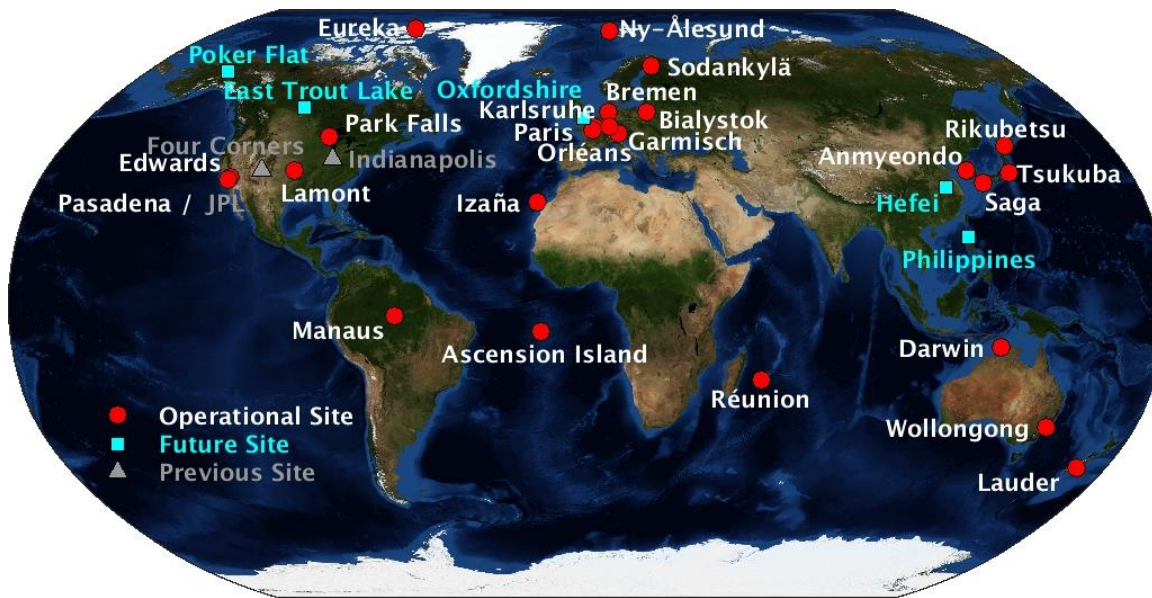 Eureka
Ny-Ålesund
Poker Flat
Sodankylä
East Trout Lake
Oxfordshire
Bremen
Karlsruhe
Park Falls
Bialystok
Paris
Rikubetsu
Four Corners
Garmisch
Orléans
Indianapolis
Anmyeondo
Edwards
Tsukuba
Lamont
Pasadena / JPL
Izaña
Hefei
Saga
Philippines
Manaus
Ascension Island
Darwin
Réunion
Operational Site
Wollongong
Future Site
Previous Site
Lauder